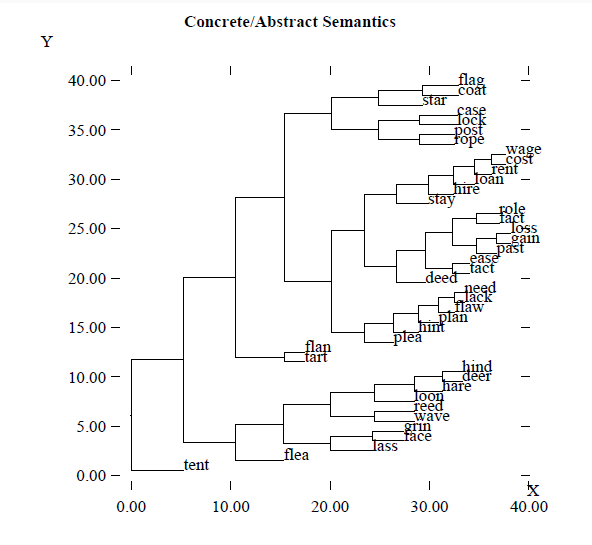 Concrete/Abstract Semantics
Y
40.00
35.00
30.00
25.00
20.00
15.00
10.00
5.00
0.00
flag
coat
star
case
lock
post
rope
wage
cost
rent
loan
hire
stay
role
fact
loss
gain
past
ease
tact
deed
need
lack
flaw
plan
hint
plea
flan
tart
hind
deer
hare
loon
reed
wave
grin
face
lass
flea
tent
X
0.00 10.00 20.00 30.00 40.00